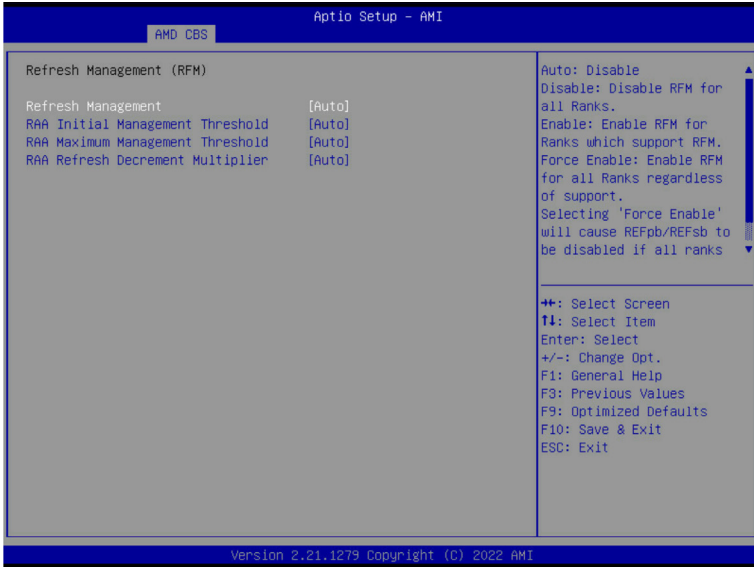 Aptio Setup - AMI
AMD CBS
Refresh Management (RFM)
Refresh Management [Auto]
RAA Initial Management Threshold [Auto]
RAA Maximum Management Threshold [Auto]
RAA Refresh Decrement Multiplier [Auto]
Auto: Disable
Disable: Disable RFM for
all Ranks.
Enable: Enable RFM for
Ranks which support RFM.
Force Enable: Enable RFM
for all Ranks regardless
of support.
Selecting 'Force Enable'
will cause REFpb/REFsb to
be disabled if all ranks
→←: Select Screen
↑↓: Select Item
Enter: Select
+/-: Change Opt.
F1: General Help
F3: Previous Values
F9: Optimized Defaults
F10: Save & Exit
ESC: Exit
Version 2.21.1279 Copyright (C) 2022 AMI